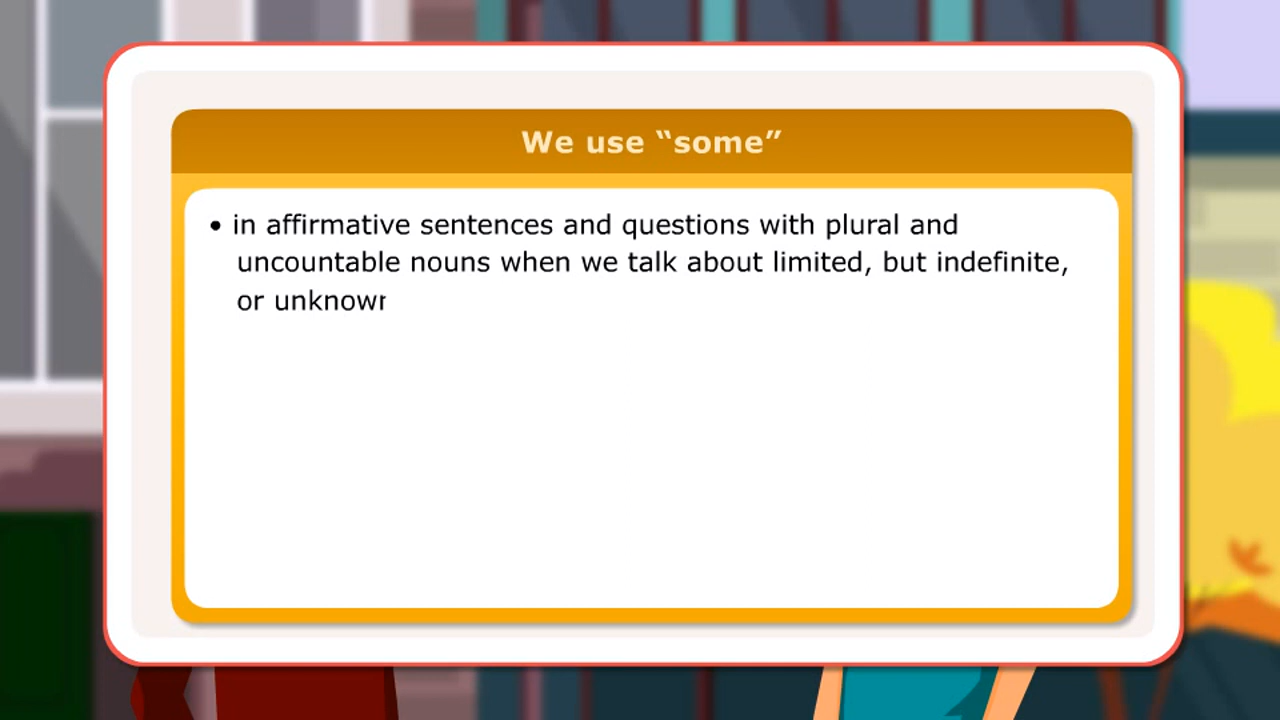 We use “some”
• in affirmative sentences and questions with plural and
uncountable nouns when we talk about limited, but indefinite,
or